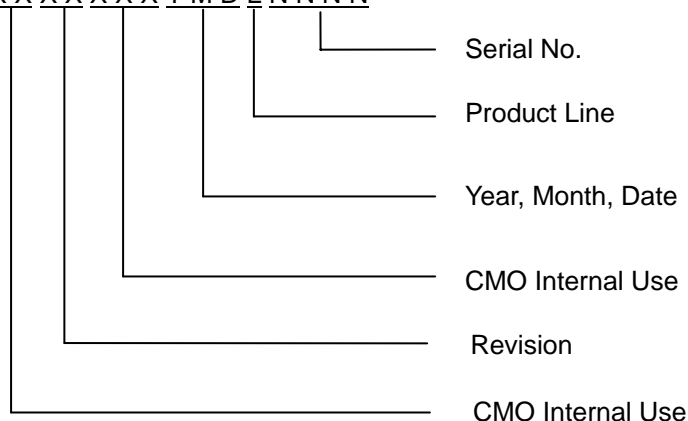 X X X X X X X Y M D L N N N N
Serial No.
Product Line
Year, Month, Date
CMO Internal Use
Revision
CMO Internal Use